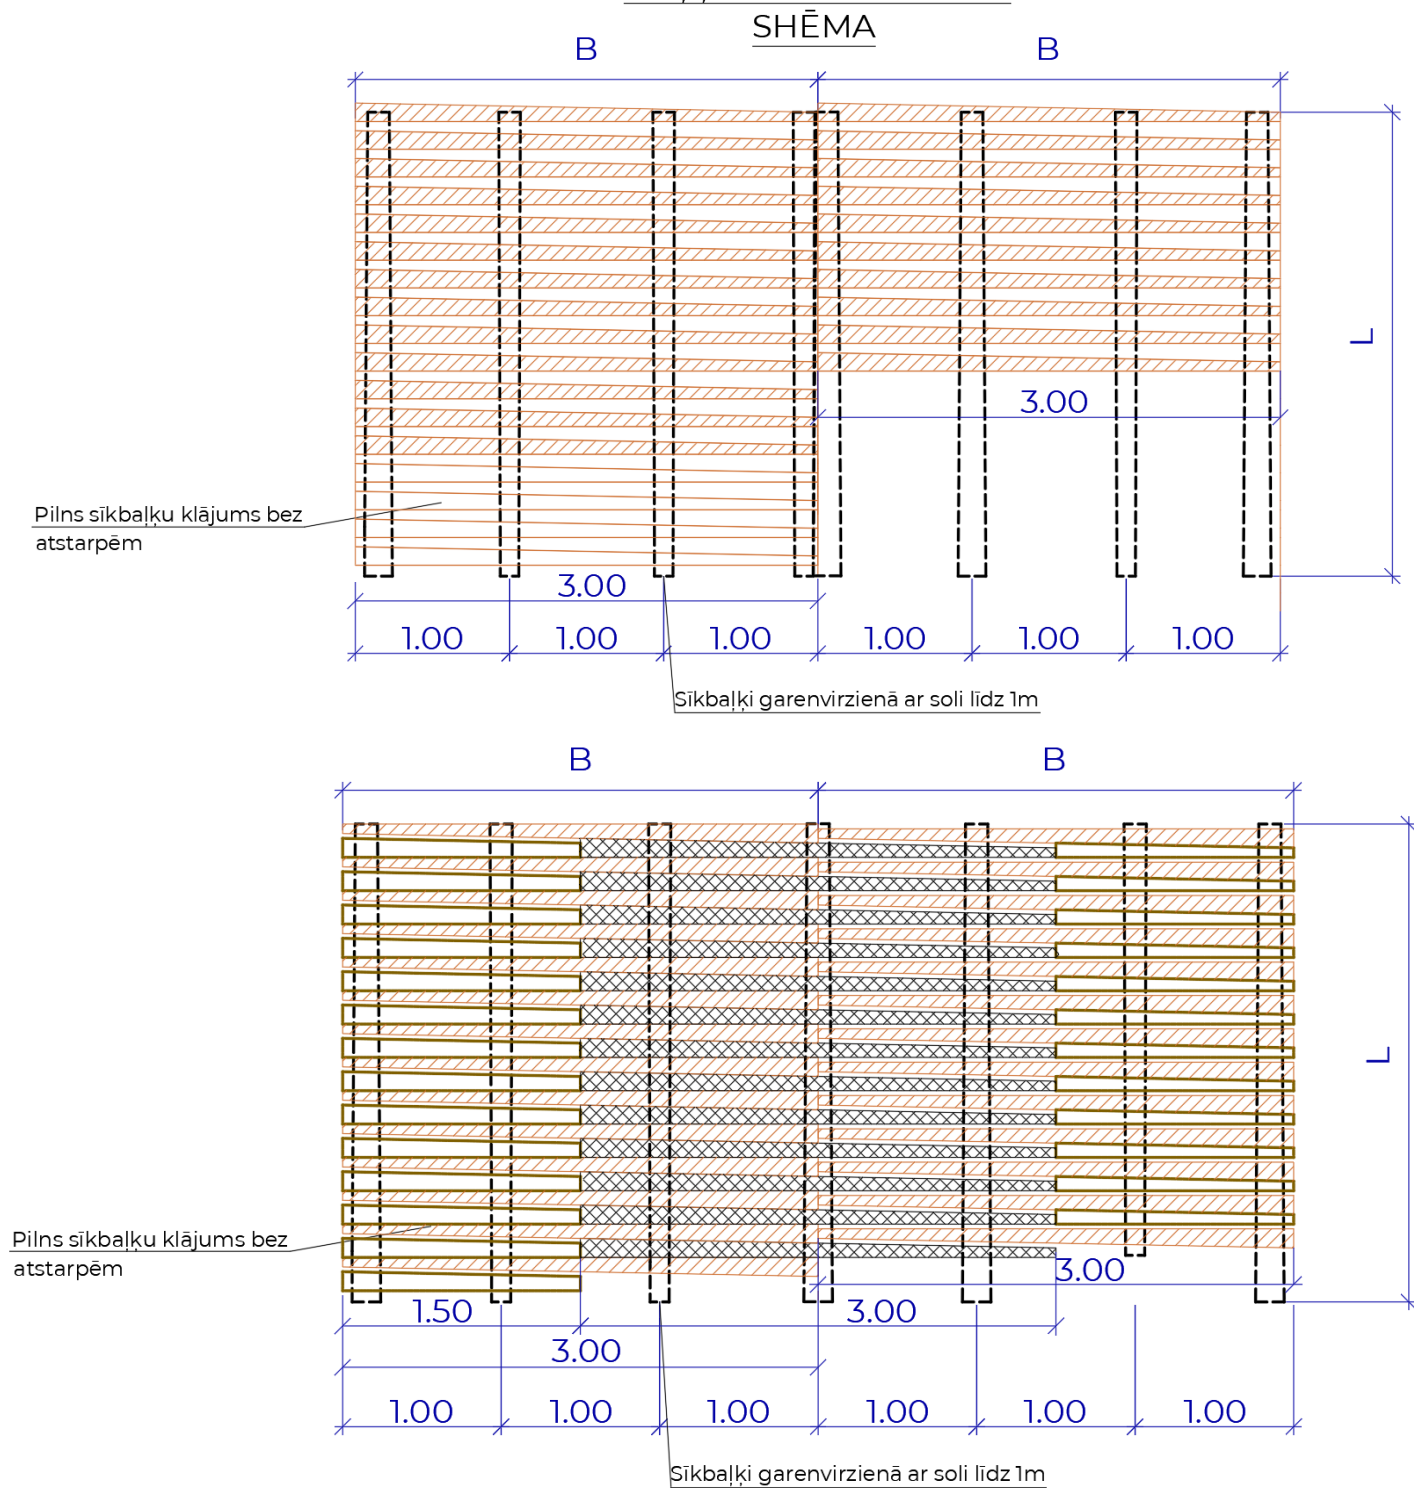 SHĒMA
B B
L
3.00
Pilns sīkbaļķu klājums bez
atstarpēm
3.00
1.00 1.00 1.00 1.00 1.00 1.00
Sīkbaļķi garenvirzienā ar soli līdz 1m
B B
L
Pilns sīkbaļķu klājums bez
atstarpēm
3.00
1.50 3.00
3.00
1.00 1.00 1.00 1.00 1.00 1.00
Sīkbaļķi garenvirzienā ar soli līdz 1m